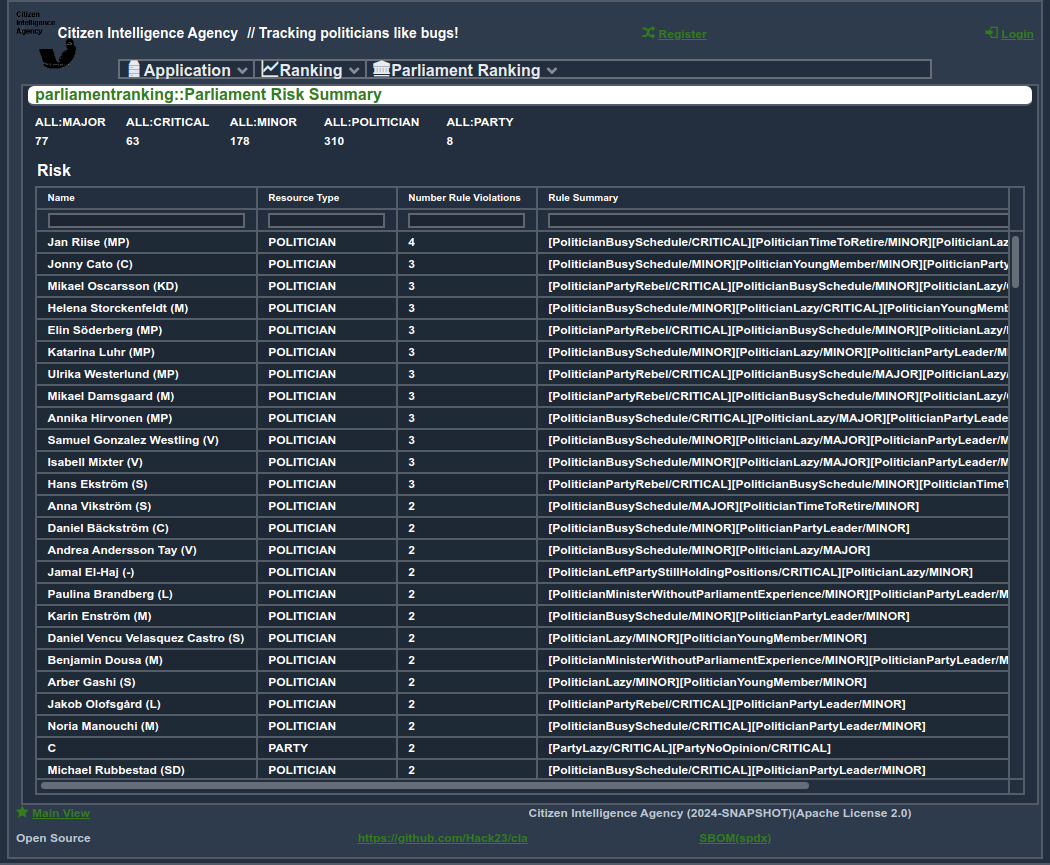 Citizen
Intelligence
Agency
Citizen Intelligence Agency // Tracking politicians like bugs!
Register
Login
Application Ranking Parliament Ranking
parliamentranking::Parliament Risk Summary
ALL:MAJOR ALL:CRITICAL ALL:MINOR ALL:POLITICIAN ALL:PARTY
77 63 178 310 8
Risk
Name Resource Type Number Rule Violations Rule Summary
Jan Riise (MP) POLITICIAN 4 [PoliticianBusySchedule/CRITICAL][PoliticianTimeToRetire/MINOR][PoliticianLaz
Jonny Cato (C) POLITICIAN 3 [PoliticianBusySchedule/MINOR][PoliticianYoungMember/MINOR][PoliticianParty
Mikael Oscarsson (KD) POLITICIAN 3 [PoliticianPartyRebel/CRITICAL][PoliticianBusySchedule/MINOR][PoliticianLazy/
Helena Storckenfeldt (M) POLITICIAN 3 [PoliticianBusySchedule/MINOR][PoliticianLazy/CRITICAL][PoliticianYoungMemb
Elin Söderberg (MP) POLITICIAN 3 [PoliticianPartyRebel/CRITICAL][PoliticianBusySchedule/MINOR][PoliticianLazy/
Katarina Luhr (MP) POLITICIAN 3 [PoliticianBusySchedule/MINOR][PoliticianLazy/MINOR][PoliticianPartyLeader/M
Ulrika Westerlund (MP) POLITICIAN 3 [PoliticianPartyRebel/CRITICAL][PoliticianBusySchedule/MAJOR][PoliticianLazy/
Mikael Damsgaard (M) POLITICIAN 3 [PoliticianPartyRebel/CRITICAL][PoliticianBusySchedule/MINOR][PoliticianLazy/
Annika Hirvonen (MP) POLITICIAN 3 [PoliticianBusySchedule/CRITICAL][PoliticianLazy/MAJOR][PoliticianPartyLeade
Samuel Gonzalez Westling (V) POLITICIAN 3 [PoliticianBusySchedule/MINOR][PoliticianLazy/MAJOR][PoliticianPartyLeader/M
Isabell Mixter (V) POLITICIAN 3 [PoliticianBusySchedule/MINOR][PoliticianLazy/MAJOR][PoliticianPartyLeader/M
Hans Ekström (S) POLITICIAN 3 [PoliticianPartyRebel/CRITICAL][PoliticianBusySchedule/MINOR][PoliticianTimeT
Anna Vikström (S) POLITICIAN 2 [PoliticianBusySchedule/MAJOR][PoliticianTimeToRetire/MINOR]
Daniel Bäckström (C) POLITICIAN 2 [PoliticianBusySchedule/MINOR][PoliticianPartyLeader/MINOR]
Andrea Andersson Tay (V) POLITICIAN 2 [PoliticianBusySchedule/MINOR][PoliticianLazy/MAJOR]
Jamal El-Haj (-) POLITICIAN 2 [PoliticianLeftPartyStillHoldingPositions/CRITICAL][PoliticianLazy/MINOR]
Paulina Brandberg (L) POLITICIAN 2 [PoliticianMinisterWithoutParliamentExperience/MINOR][PoliticianPartyLeader/M
Karin Enström (M) POLITICIAN 2 [PoliticianBusySchedule/MINOR][PoliticianPartyLeader/MINOR]
Daniel Vencu Velasquez Castro (S) POLITICIAN 2 [PoliticianLazy/MINOR][PoliticianYoungMember/MINOR]
Benjamin Dousa (M) POLITICIAN 2 [PoliticianMinisterWithoutParliamentExperience/MINOR][PoliticianPartyLeader/M
Arber Gashi (S) POLITICIAN 2 [PoliticianLazy/MINOR][PoliticianYoungMember/MINOR]
Jakob Olofsgård (L) POLITICIAN 2 [PoliticianPartyRebel/CRITICAL][PoliticianPartyLeader/MINOR]
Noria Manouchi (M) POLITICIAN 2 [PoliticianBusySchedule/CRITICAL][PoliticianPartyLeader/MINOR]
C PARTY 2 [PartyLazy/CRITICAL][PartyNoOpinion/CRITICAL]
Michael Rubbestad (SD) POLITICIAN 2 [PoliticianBusySchedule/CRITICAL][PoliticianPartyLeader/MINOR]
Main View Citizen Intelligence Agency (2024-SNAPSHOT)(Apache License 2.0)
Open Source https://github.com/Hack23/cia SBOM(spdx)